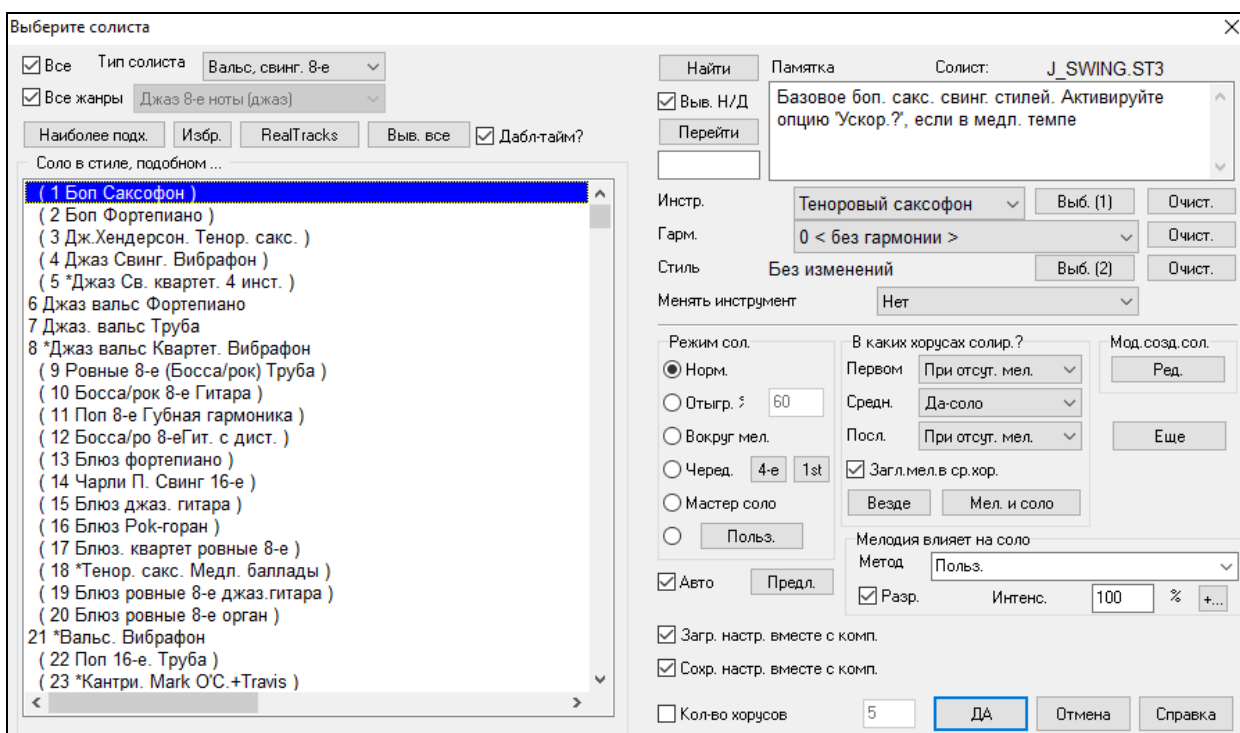 Выберите солиста
Все Тип солиста Вальс, свинг. 8-е
Все жанры Джаз 8-е ноты (джаз)
Наиболее подх. Избр. RealTracks Выв. все Дабл-тайм?
Соло в стиле, подобном ...
( 1 Боп Саксофон )
( 2 Боп Фортепиано )
( 3 Дж.Хендерсон. Тенор. сакс. )
( 4 Джаз Свинг. Вибрафон )
( 5 *Джаз Св. квартет. 4 инст. )
6 Джаз вальс Фортепиано
7 Джаз. вальс Труба
8 *Джаз вальс Квартет. Вибрафон
( 9 Ровные 8-е (Босса/рок) Труба )
( 10 Босса/рок 8-е Гитара )
( 11 Поп 8-е Губная гармоника )
( 12 Босса/ро 8-еГит. с дист. )
( 13 Блюз фортепиано )
( 14 Чарли П. Свинг 16-е )
( 15 Блюз джаз. гитара )
( 16 Блюз Рок-горган )
( 17 Блюз. квартет ровные 8-е )
( 18 *Тенор. сакс. Медл. баллады )
( 19 Блюз ровные 8-е джаз.гитара )
( 20 Блюз ровные 8-е орган )
21 *Вальс. Вибрафон
( 22 Поп 16-е. Труба )
( 23 *Кантри. Mark O'C.+Travis )
Найти Памятка Солист: J_SWING.ST3
Выв. Н/Д
Перейти
Базовое боп. сакс. свинг. стилей. Активируйте
опцию 'Ускор.?', если в медл. темпе
Инстр. Теноровый саксофон Выб. (1) Очист.
Гарм. 0 < без гармонии > Очист.
Стиль Без изменений Выб. (2) Очист.
Менять инструмент Нет
Режим сол.
Норм.
Отыгр. % 60
Вокруг мел.
Черед. 4-е 1st
Мастер соло
Польз.
Авто Предл.
В каких хорусах солир.?
Первом При отсут. мел.
Средн. Да-соло
Посл. При отсут. мел.
Загл.мел.в ср.хор.
Везде Мел. и соло
Мод.созд.сол.
Ред.
Еще
Мелодия влияет на соло
Метод Польз.
Разр. Интенс. 100 % +...
Загр. настр. вместе с комп.
Сохр. настр. вместе с комп.
Кол-во хорусов 5 ДА Отмена Справка